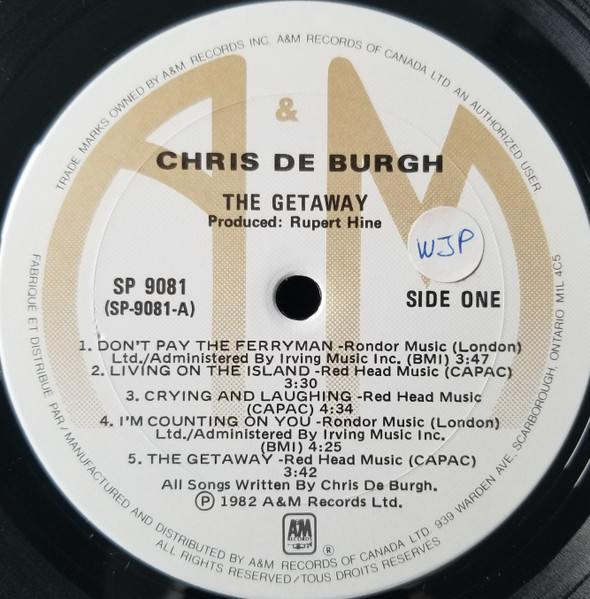 TRADE MARKS OWNED BY A&M RECORDS INC. A&M RECORDS OF CANADA LTD. AN AUTHORIZED USER
&
CHRIS DE BURGH
THE GETAWAY
Produced: Rupert Hine
WJP
SP 9081
(SP-9081-A)
SIDE ONE
1. DON'T PAY THE FERRYMAN -Rondor Music (London)
Ltd./Administered By Irving Music Inc. (BMI) 3:47
2. LIVING ON THE ISLAND -Red Head Music (CAPAC)
3:30
3. CRYING AND LAUGHING -Red Head Music
(CAPAC) 4:34
4. I'M COUNTING ON YOU -Rondor Music (London)
Ltd./Administered By Irving Music Inc.
(BMI) 4:25
5. THE GETAWAY -Red Head Music (CAPAC)
3:42
All Songs Written By Chris De Burgh.
Ⓟ 1982 A&M Records Ltd.
A&M
RECORDS
®
FABRIQUÉ ET DISTRIBUÉ PAR/MANUFACTURED AND DISTRIBUTED BY A&M RECORDS OF CANADA LTD. 939 WARDEN AVE., SCARBOROUGH, ONTARIO M1L 4C5
ALL RIGHTS RESERVED/TOUS DROITS RESERVÉS